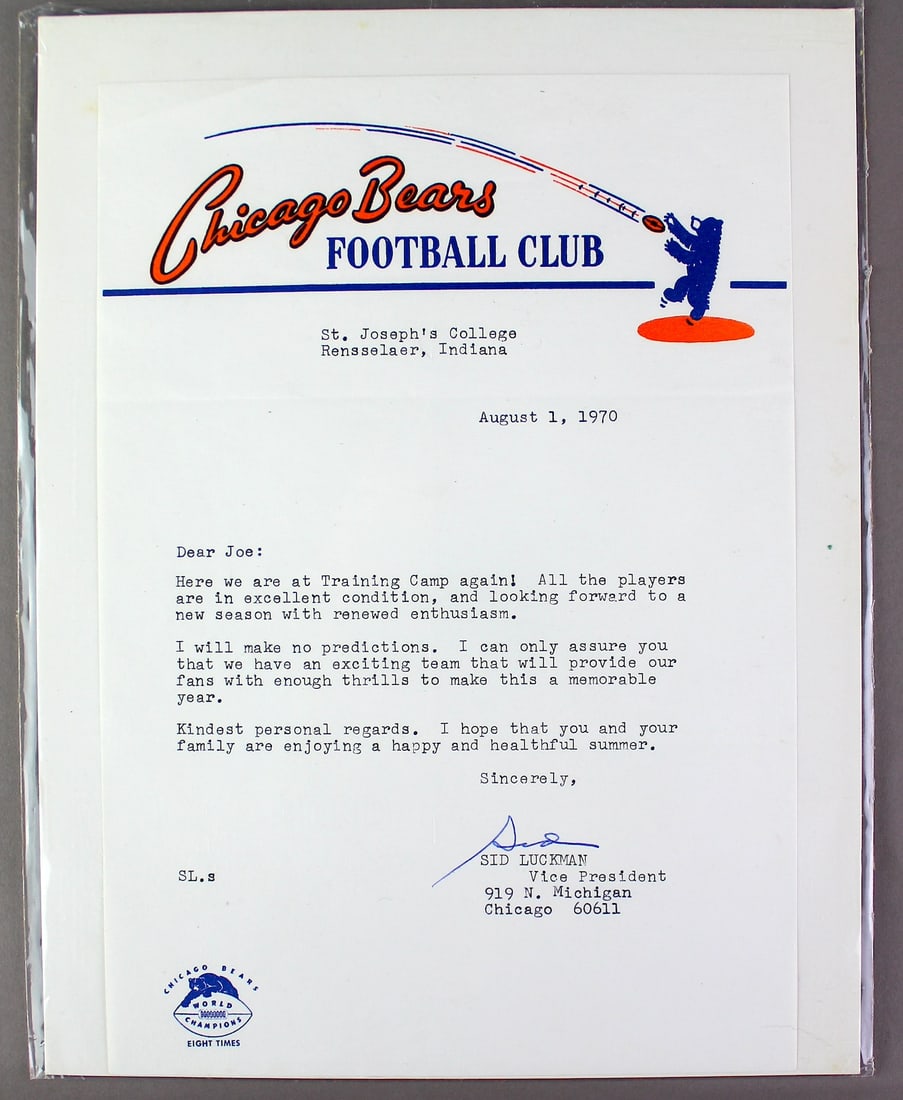 Chicago Bears
FOOTBALL CLUB
St. Joseph's College
Rensselaer, Indiana
August 1, 1970
Dear Joe:
Here we are at Training Camp again! All the players
are in excellent condition, and looking forward to a
new season with renewed enthusiasm.
I will make no predictions. I can only assure you
that we have an exciting team that will provide our
fans with enough thrills to make this a memorable
year.
Kindest personal regards. I hope that you and your
family are enjoying a happy and healthful summer.
Sincerely,
Sid
SID LUCKMAN
SL.s
Vice President
919 N. Michigan
Chicago 60611
CHICAGO BEARS
WORLD
CHAMPIONS
EIGHT TIMES